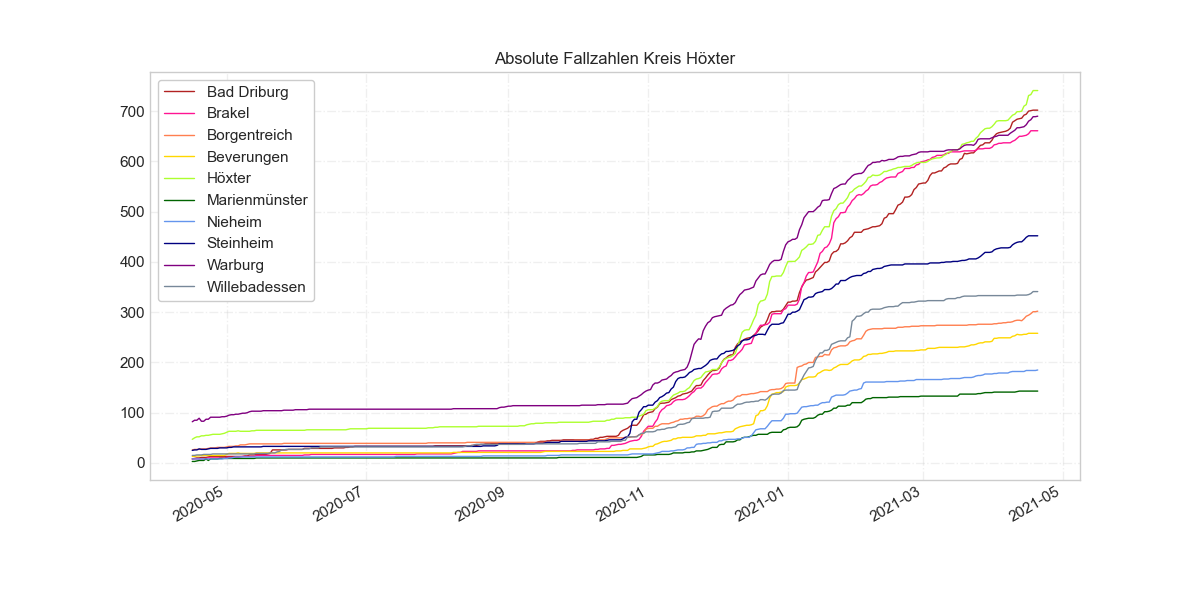 Absolute Fallzahlen Kreis Höxter
Bad Driburg
Brakel
Borgentreich
Beverungen
Höxter
Marienmünster
Nieheim
Steinheim
Warburg
Willebadessen
700
600
500
400
300
200
100
0
2020-05
2020-07
2020-09
2020-11
2021-01
2021-03
2021-05